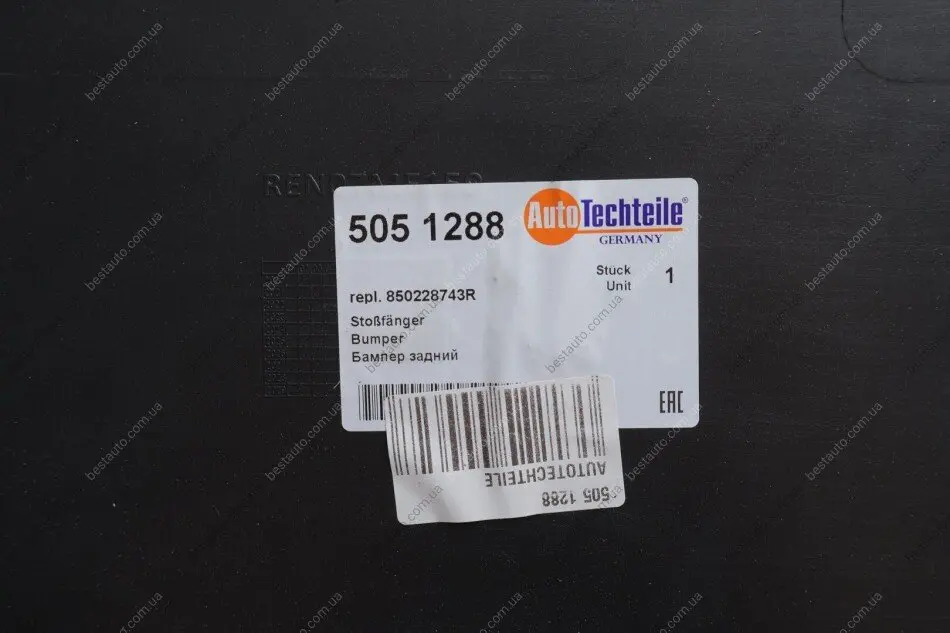 505 1288
AutoTechteile®
GERMANY
Stuck 1
Unit
repl. 850228743R
Stoßfänger
Bumper
Бампер задний
EAC
AUTOTECHTEILE
505 1288
bestauto.com.ua